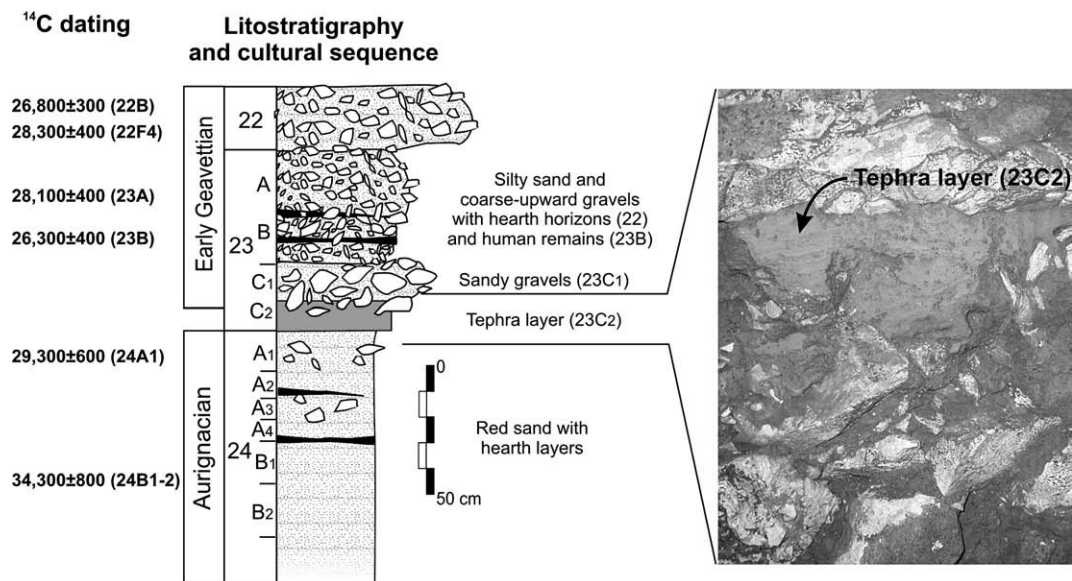 ¹⁴C dating
Litostratigraphy
and cultural sequence
26,800±300 (22B)
28,300±400 (22F4)
28,100±400 (23A)
26,300±400 (23B)
29,300±600 (24A1)
34,300±800 (24B1-2)
Early Geavettian
Aurignacian
22
23
A
B
C1
C2
24
A1
A2
A3
A4
B1
B2
Silty sand and
coarse-upward gravels
with hearth horizons (22)
and human remains (23B)
Sandy gravels (23C1)
Tephra layer (23C2)
0
50 cm
Red sand with
hearth layers
Tephra layer (23C2)